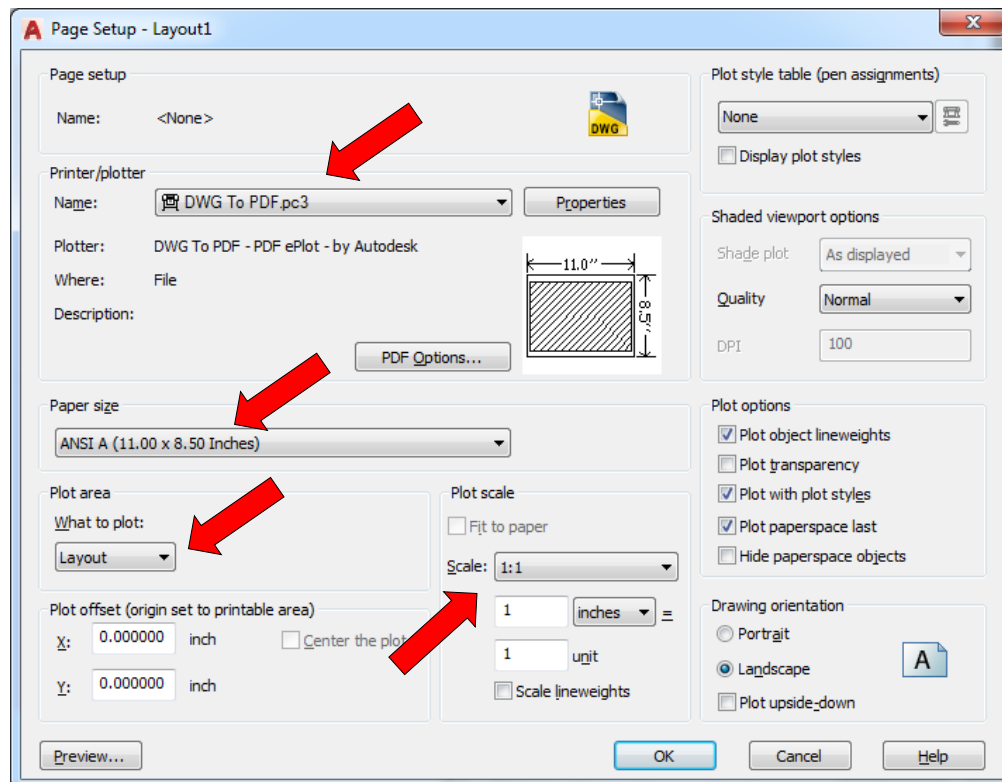 Page Setup - Layout1
Page setup
Name: <None>
DWG
Printer/plotter
Name: DWG To PDF.pc3 Properties
Plotter: DWG To PDF - PDF ePlot - by Autodesk
Where: File
Description:
11.0''
8.5''
PDF Options...
Paper size
ANSI A (11.00 x 8.50 Inches)
Plot area
What to plot:
Layout
Plot offset (origin set to printable area)
X: 0.000000 inch Center the plot
Y: 0.000000 inch
Plot scale
Fit to paper
Scale: 1:1
1 inches =
1 unit
Scale lineweights
Plot style table (pen assignments)
None
Display plot styles
Shaded viewport options
Shade plot As displayed
Quality Normal
DPI 100
Plot options
Plot object lineweights
Plot transparency
Plot with plot styles
Plot paperspace last
Hide paperspace objects
Drawing orientation
Portrait
Landscape
A
Plot upside-down
Preview... OK Cancel Help